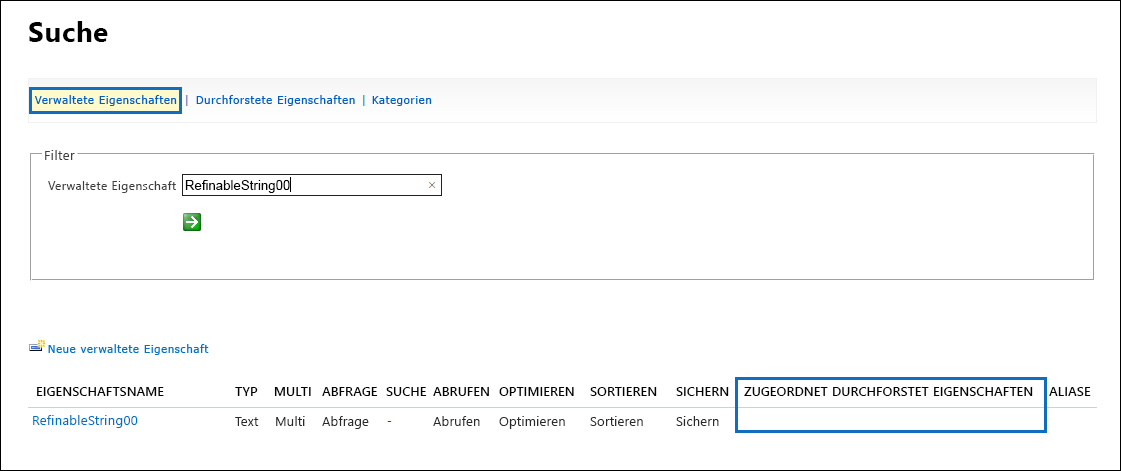 Suche
Verwaltete Eigenschaften | Durchforstete Eigenschaften | Kategorien
Filter
Verwaltete Eigenschaft RefinableString00 ×
Neue verwaltete Eigenschaft
EIGENSCHAFTSNAME TYP MULTI ABFRAGE SUCHE ABRUFEN OPTIMIEREN SORTIEREN SICHERN ZUGEORDNET DURCHFORSTET EIGENSCHAFTEN ALIASE
RefinableString00 Text Multi Abfrage - Abrufen Optimieren Sortieren Sichern